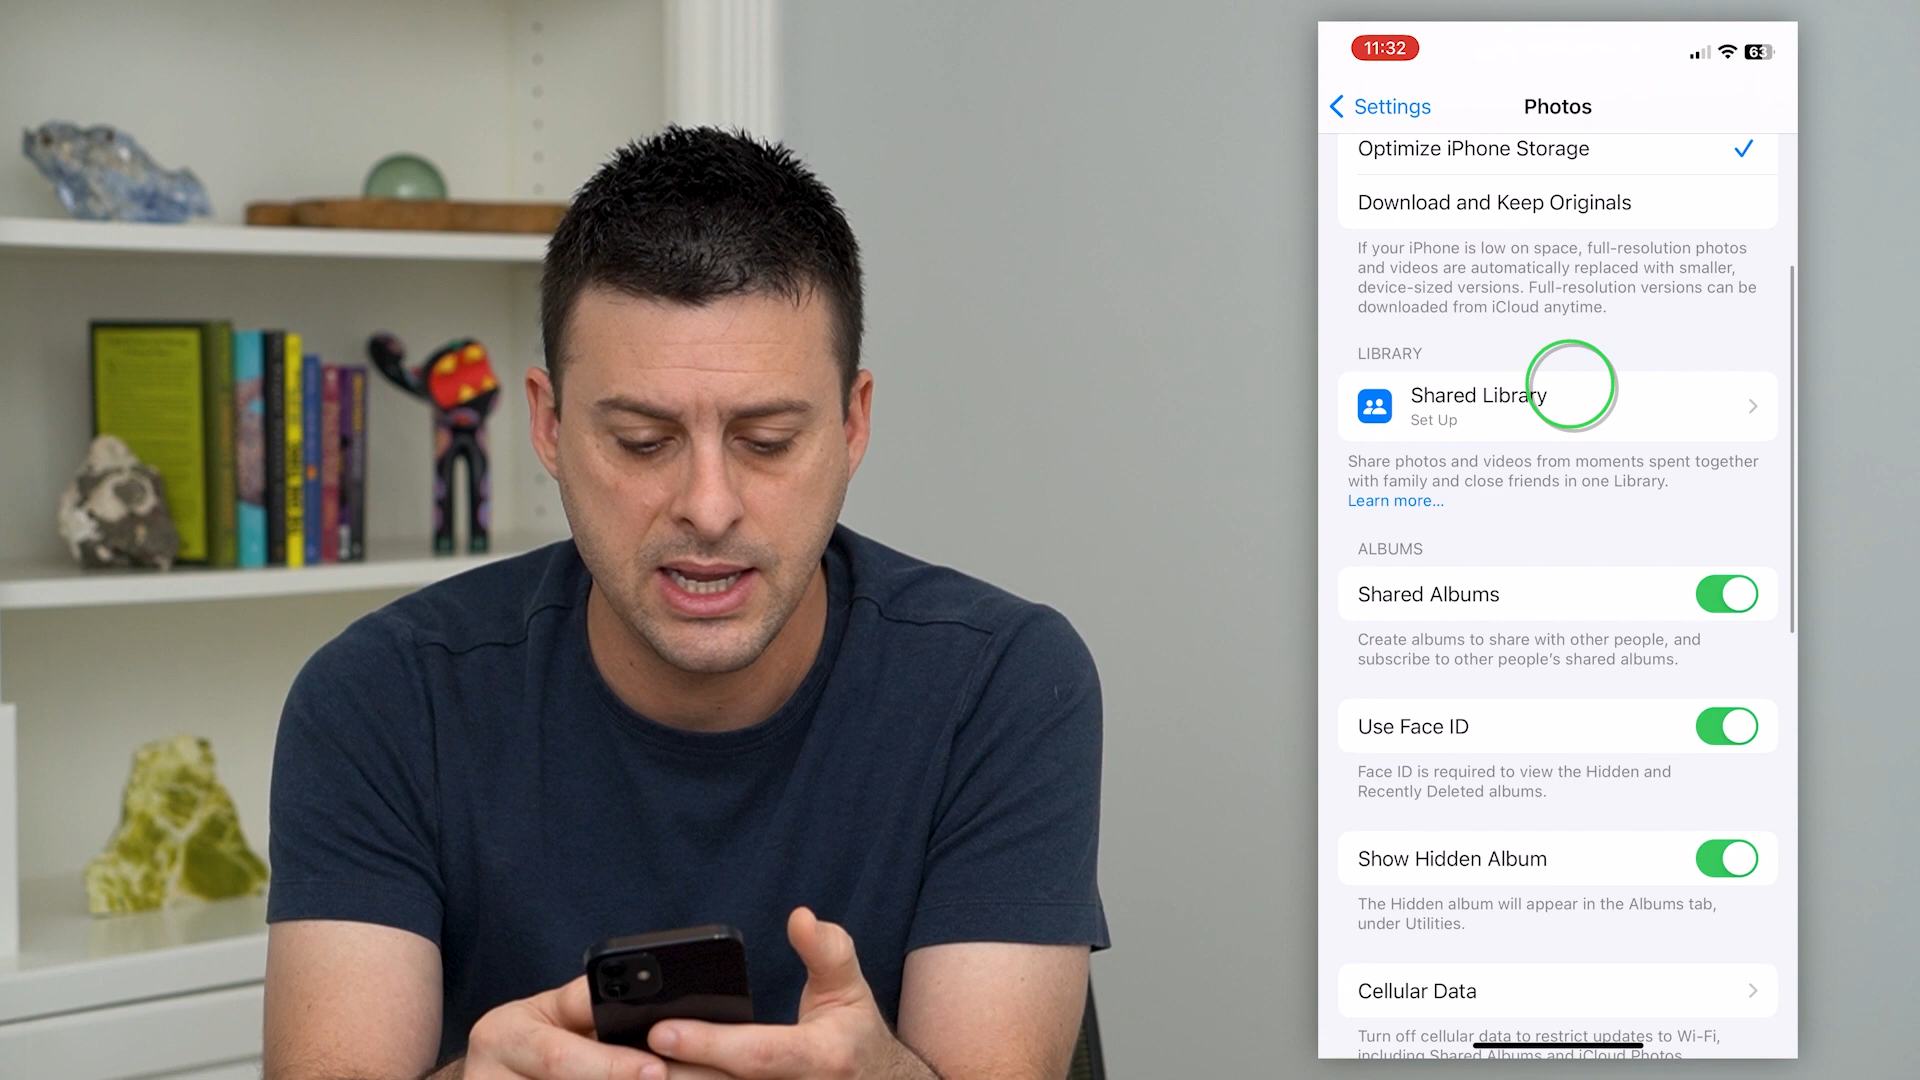 11:32
63
Settings
Photos
Optimize iPhone Storage
Download and Keep Originals
If your iPhone is low on space, full-resolution photos
and videos are automatically replaced with smaller,
device-sized versions. Full-resolution versions can be
downloaded from iCloud anytime.
LIBRARY
Shared Library
Set Up
Share photos and videos from moments spent together
with family and close friends in one Library.
Learn more...
ALBUMS
Shared Albums
Create albums to share with other people, and
subscribe to other people's shared albums.
Use Face ID
Face ID is required to view the Hidden and
Recently Deleted albums.
Show Hidden Album
The Hidden album will appear in the Albums tab,
under Utilities.
Cellular Data
Turn off cellular data to restrict updates to Wi-Fi,
including Shared Albums and iCloud Photos.